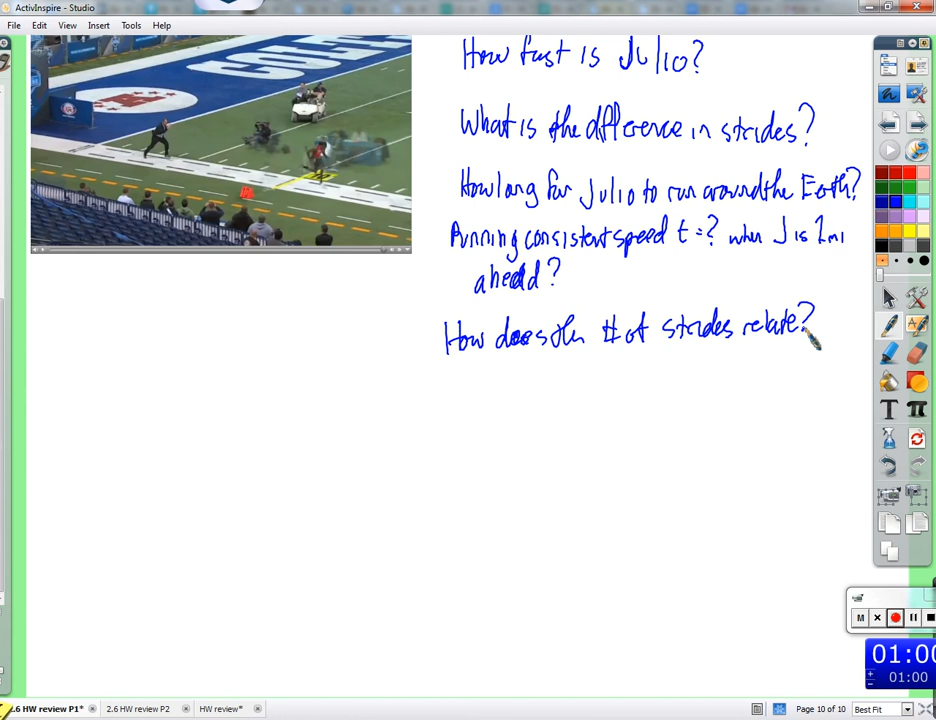 ActivInspire - Studio
File Edit View Insert Tools Help
COLTS
How fast is Julio?
What is the difference in strides?
How long for Julio to run around the Earth?
Running consistent speed t=? when J is 1mi
ahead?
How does the # of strides relate?
T π
M
01:00
01:00
2.6 HW review P1* 2.6 HW review P2 HW review* Page 10 of 10 Best Fit